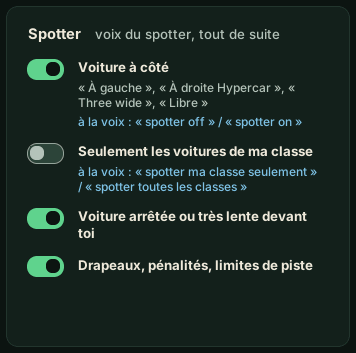 Spotter voix du spotter, tout de suite
Voiture à côté
« À gauche », « À droite Hypercar », «
Three wide », « Libre »
à la voix : « spotter off » / « spotter on »
Seulement les voitures de ma classe
à la voix : « spotter ma classe seulement »
/ « spotter toutes les classes »
Voiture arrêtée ou très lente devant
toi
Drapeaux, pénalités, limites de piste